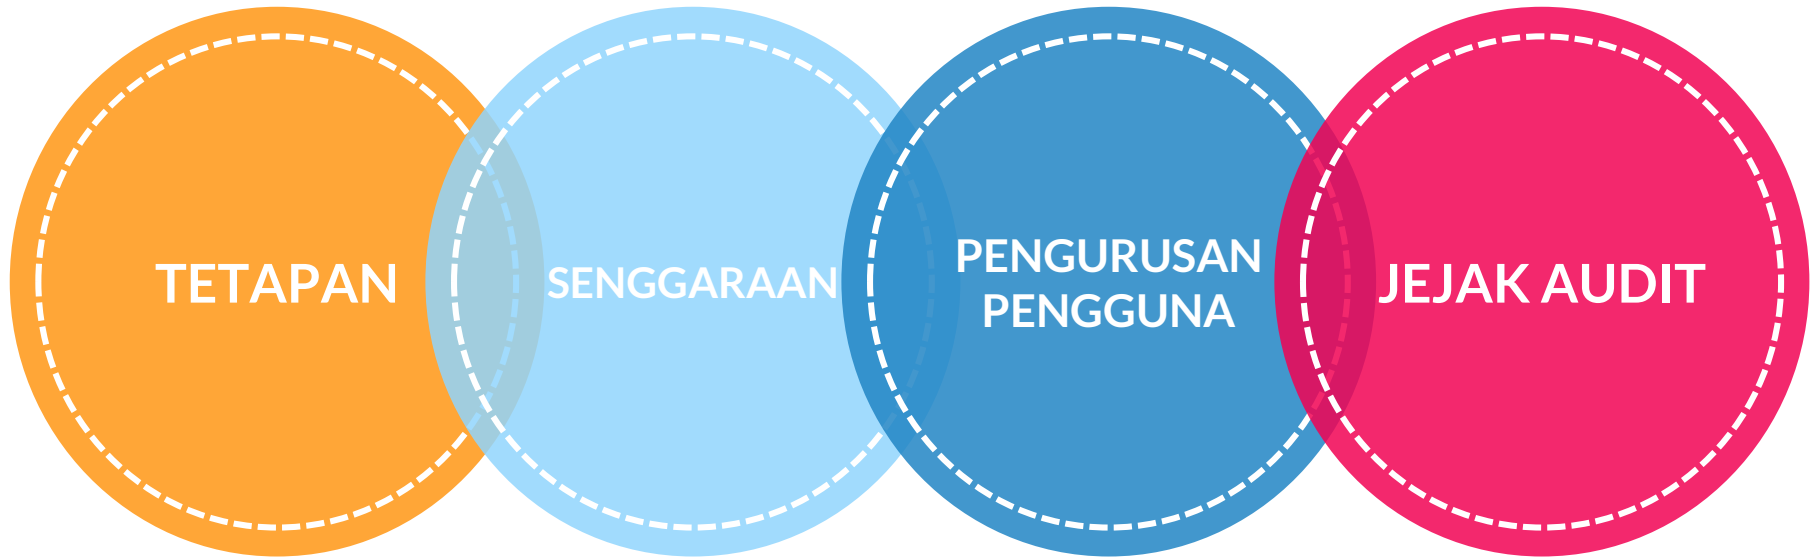 TETAPAN
SENGGARAAN
PENGURUSAN
PENGGUNA
JEJAK AUDIT